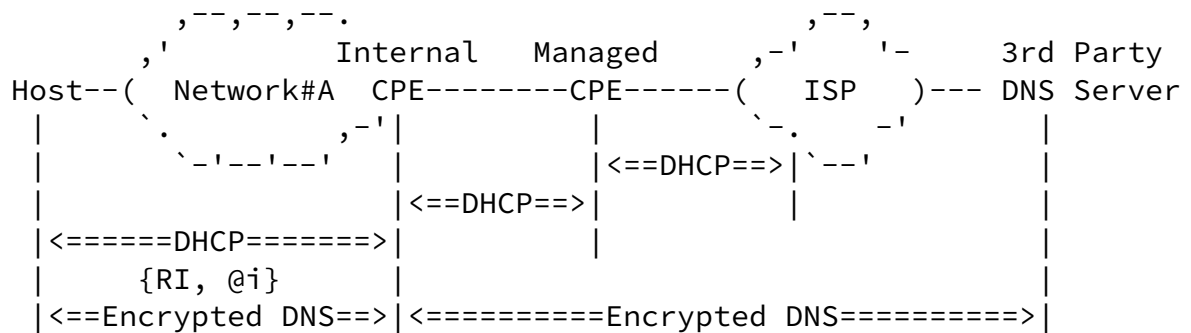 ,--,--,--.                             ,--,
         ,'         Internal   Managed       ,-'      '-     3rd Party
Host--(  Network#A  CPE--------CPE------(   ISP   )--- DNS Server
  |      `.         ,-'|          |        `-.     -'        |
  |        `-'--'--'   |          |<==DHCP==>|`--'           |
  |                    |<==DHCP==>|          |               |
  |<======DHCP=======>|          |                          |
  |     {RI, @i}       |                                     |
  |<==Encrypted DNS==>|<==========Encrypted DNS==========>|